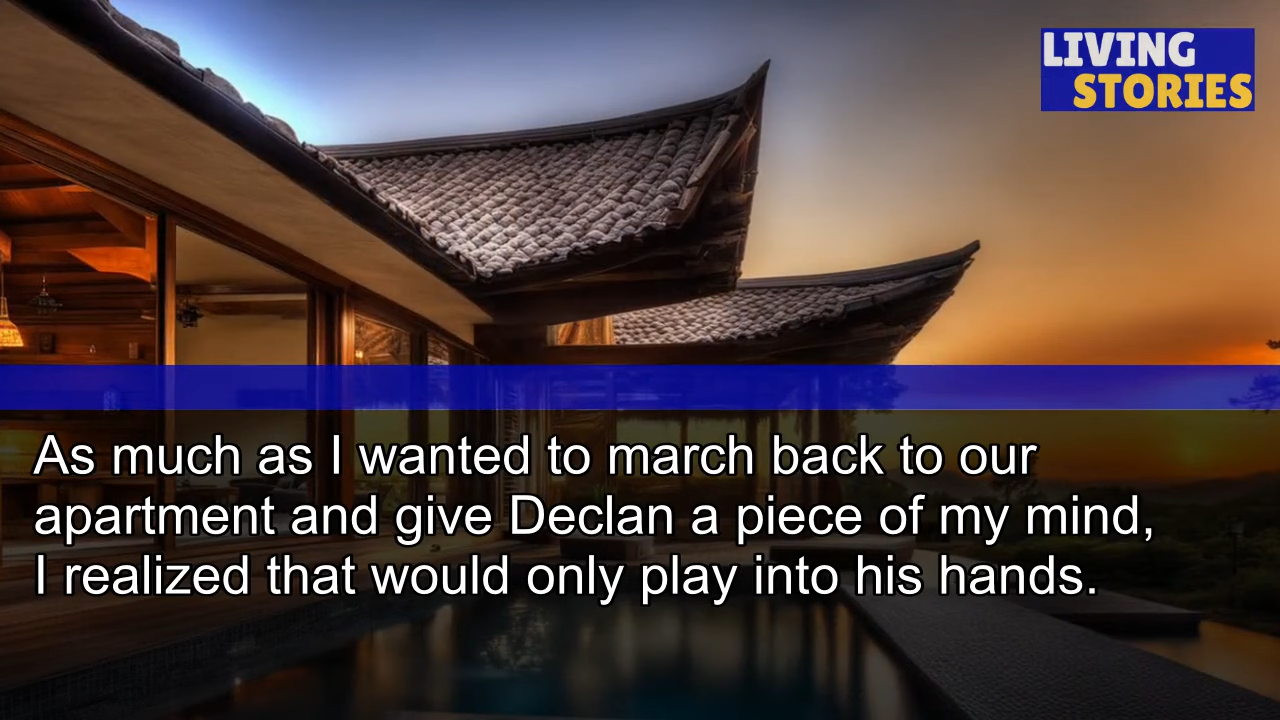 LIVING
STORIES
As much as I wanted to march back to our
apartment and give Declan a piece of my mind,
I realized that would only play into his hands.